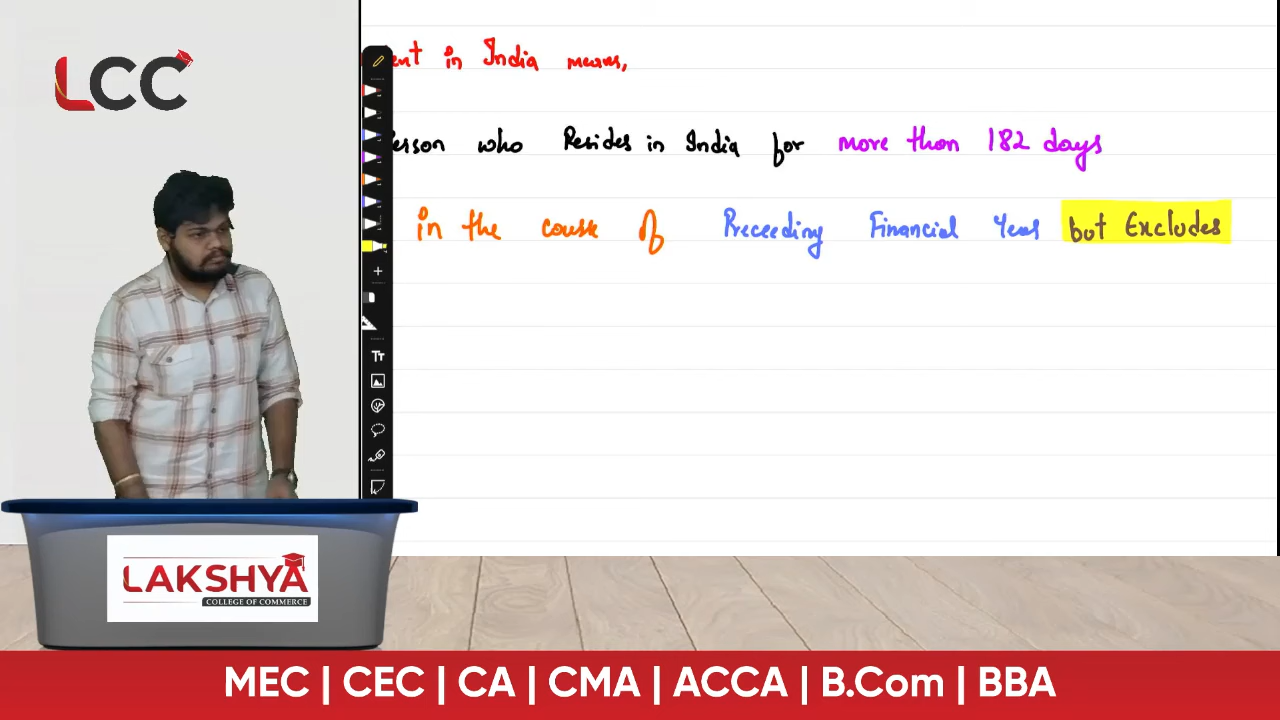 LCC
ent in India means,
erson who Resides in India for more than 182 days
in the course of Preceeding Financial Year but Excludes
TT
LAKSHYA
COLLEGE OF COMMERCE
MEC | CEC | CA | CMA | ACCA | B.Com | BBA